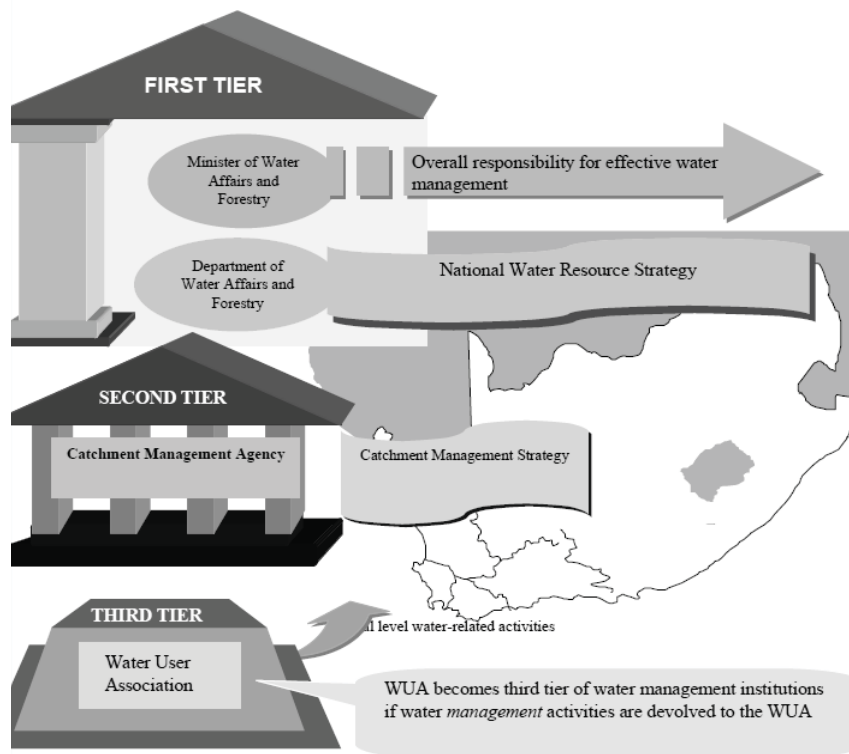 FIRST TIER
Minister of Water
Affairs and
Forestry
Overall responsibility for effective water
management
Department of
Water Affairs and
Forestry
National Water Resource Strategy
SECOND TIER
Catchment Management Agency
Catchment Management Strategy
THIRD TIER
level water-related activities
Water User
Association
WUA becomes third tier of water management institutions
if water management activities are devolved to the WUA